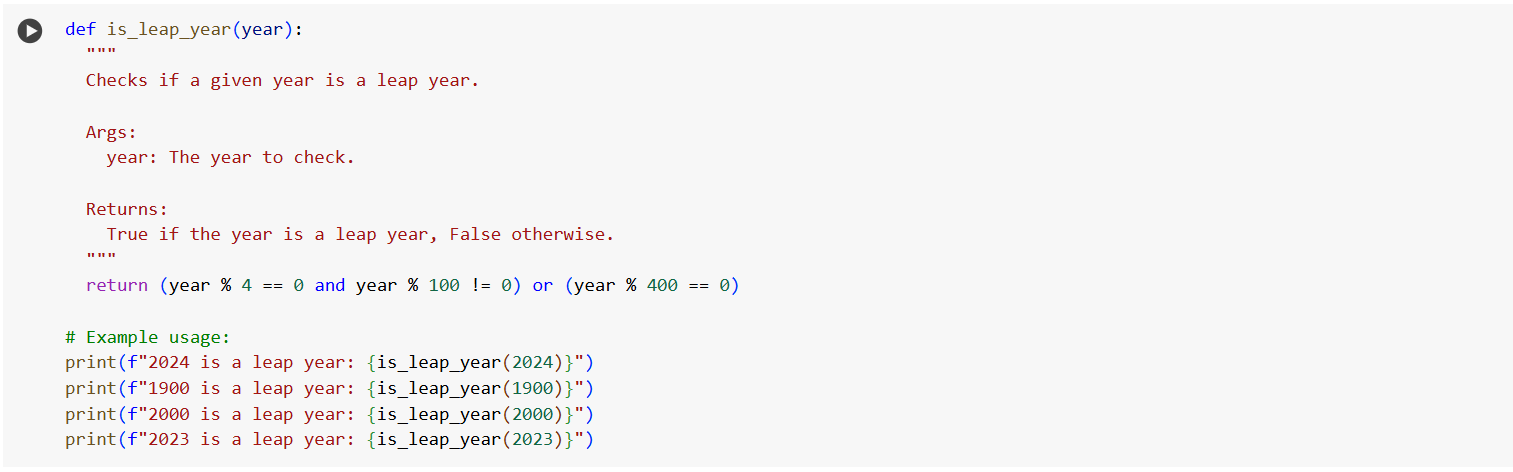 def is_leap_year(year):
  """
  Checks if a given year is a leap year.

  Args:
    year: The year to check.

  Returns:
    True if the year is a leap year, False otherwise.
  """
  return (year % 4 == 0 and year % 100 != 0) or (year % 400 == 0)

# Example usage:
print(f"2024 is a leap year: {is_leap_year(2024)}")
print(f"1900 is a leap year: {is_leap_year(1900)}")
print(f"2000 is a leap year: {is_leap_year(2000)}")
print(f"2023 is a leap year: {is_leap_year(2023)}")